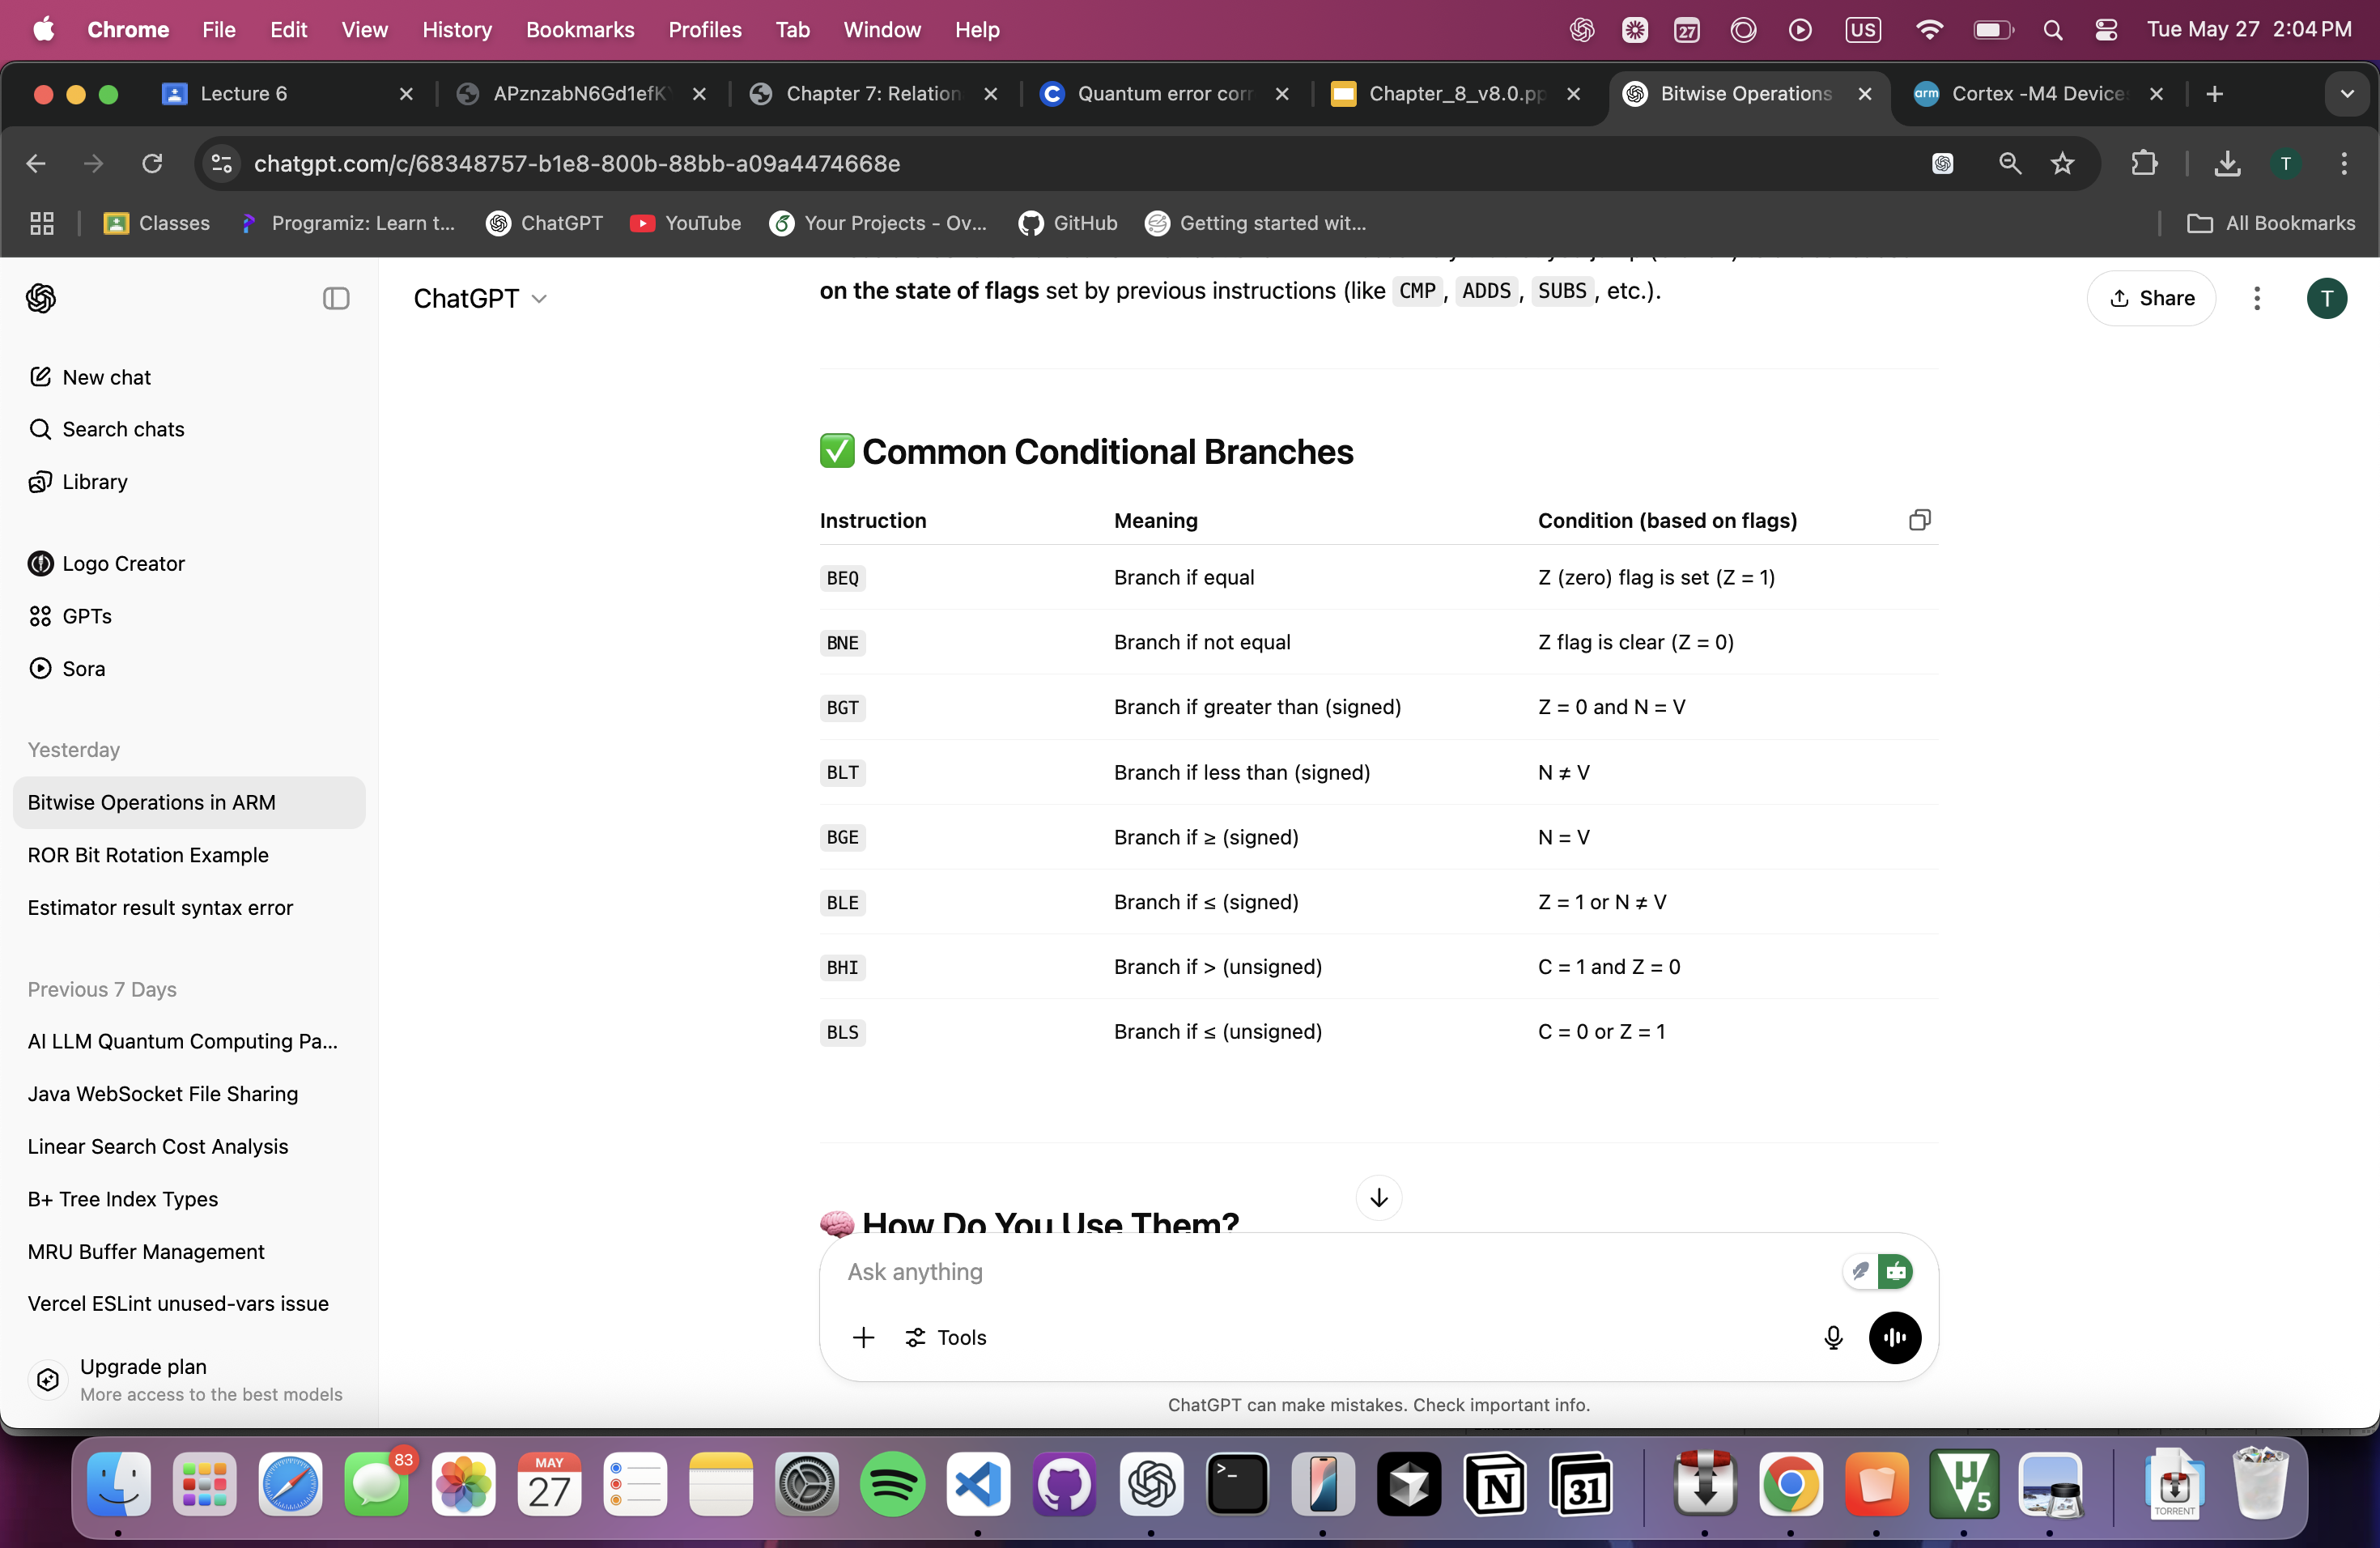 Chrome File Edit View History Bookmarks Profiles Tab Window Help 27 US Tue May 27 2:04 PM
Lecture 6 APznzabN6Gd1efK Chapter 7: Relation Quantum error corr Chapter_8_v8.0.pp Bitwise Operations arm Cortex -M4 Device
chatgpt.com/c/68348757-b1e8-800b-88bb-a09a4474668e T
Classes Programiz: Learn t... ChatGPT YouTube Your Projects - Ov... GitHub Getting started wit... All Bookmarks
ChatGPT
Share
T
New chat
Search chats
Library
Logo Creator
GPTs
Sora
Yesterday
Bitwise Operations in ARM
ROR Bit Rotation Example
Estimator result syntax error
Previous 7 Days
AI LLM Quantum Computing Pa...
Java WebSocket File Sharing
Linear Search Cost Analysis
B+ Tree Index Types
MRU Buffer Management
Vercel ESLint unused-vars issue
Upgrade plan
More access to the best models
on the state of flags set by previous instructions (like CMP, ADDS, SUBS, etc.).
✅ Common Conditional Branches
Instruction Meaning Condition (based on flags)
BEQ Branch if equal Z (zero) flag is set (Z = 1)
BNE Branch if not equal Z flag is clear (Z = 0)
BGT Branch if greater than (signed) Z = 0 and N = V
BLT Branch if less than (signed) N ≠ V
BGE Branch if ≥ (signed) N = V
BLE Branch if ≤ (signed) Z = 1 or N ≠ V
BHI Branch if > (unsigned) C = 1 and Z = 0
BLS Branch if ≤ (unsigned) C = 0 or Z = 1
🧠 How Do You Use Them?
Ask anything
Tools
ChatGPT can make mistakes. Check important info.
83
MAY
27
31
5
TORRENT